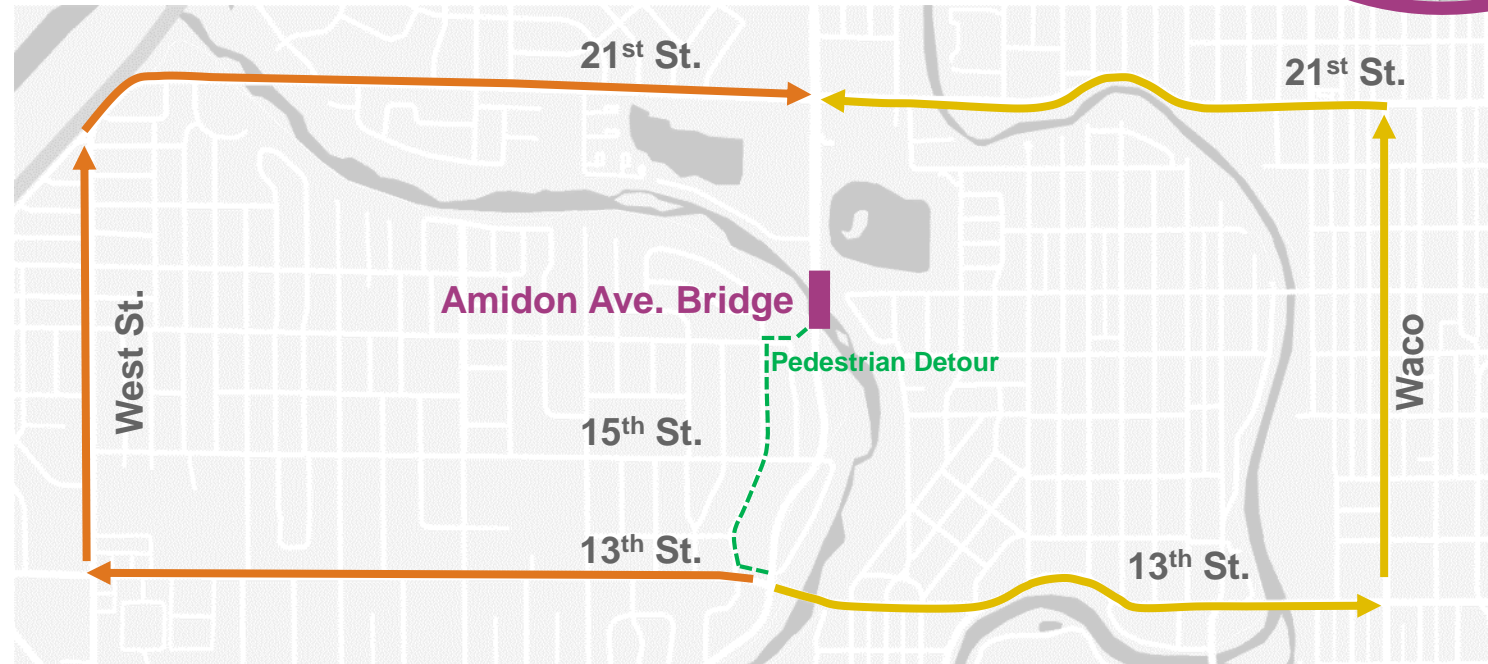 21st St.
21st St.
Amidon Ave. Bridge
West St.
Waco
Pedestrian Detour
15th St.
13th St.
13th St.